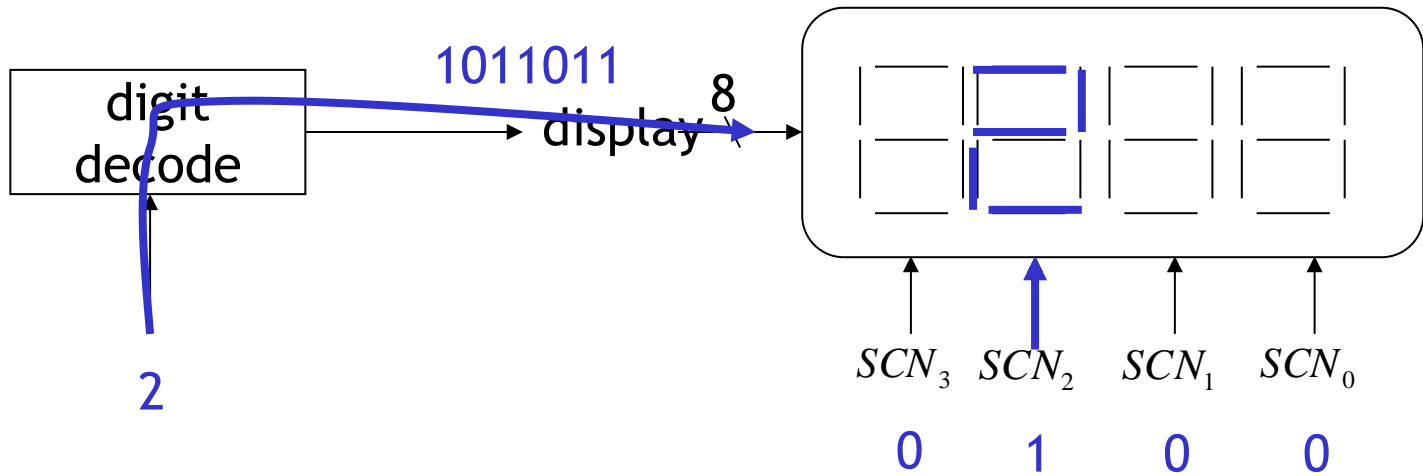 1011011
digit
decode
display
8
2
SCN₃ SCN₂ SCN₁ SCN₀
0 1 0 0